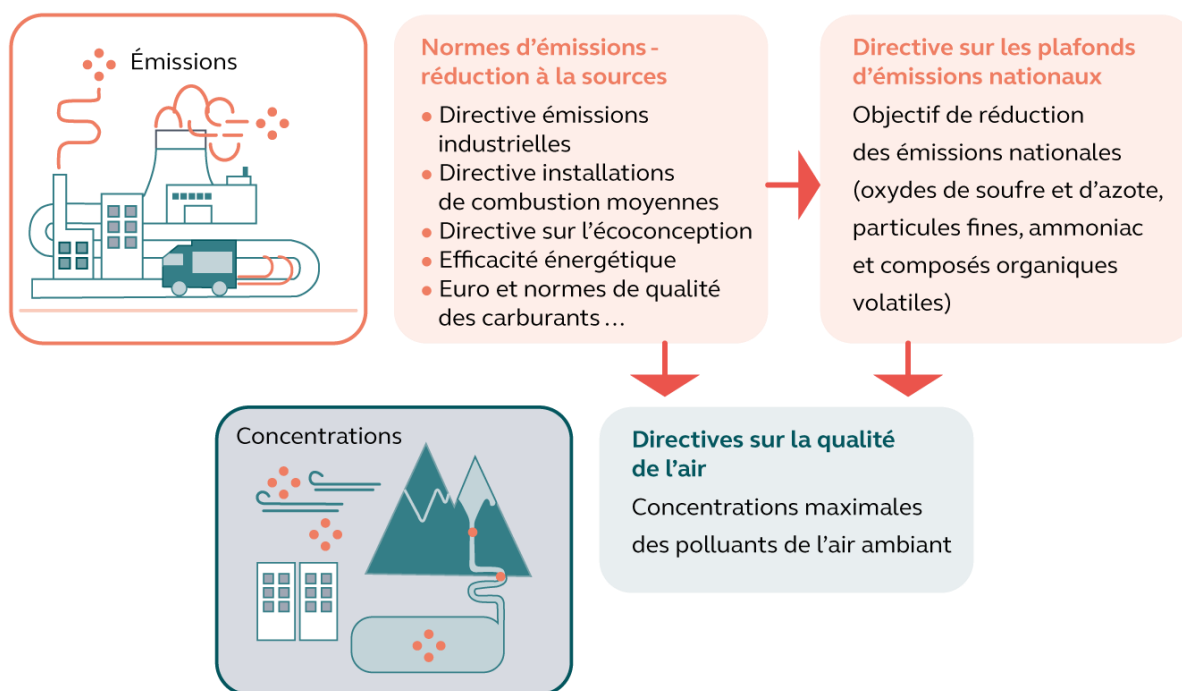 Émissions
Normes d’émissions -
réduction à la sources
• Directive émissions
industrielles
• Directive installations
de combustion moyennes
• Directive sur l’écoconception
• Efficacité énergétique
• Euro et normes de qualité
des carburants…
Directive sur les plafonds
d’émissions nationaux
Objectif de réduction
des émissions nationales
(oxydes de soufre et d’azote,
particules fines, ammoniac
et composés organiques
volatiles)
Concentrations
Directives sur la qualité
de l’air
Concentrations maximales
des polluants de l’air ambiant